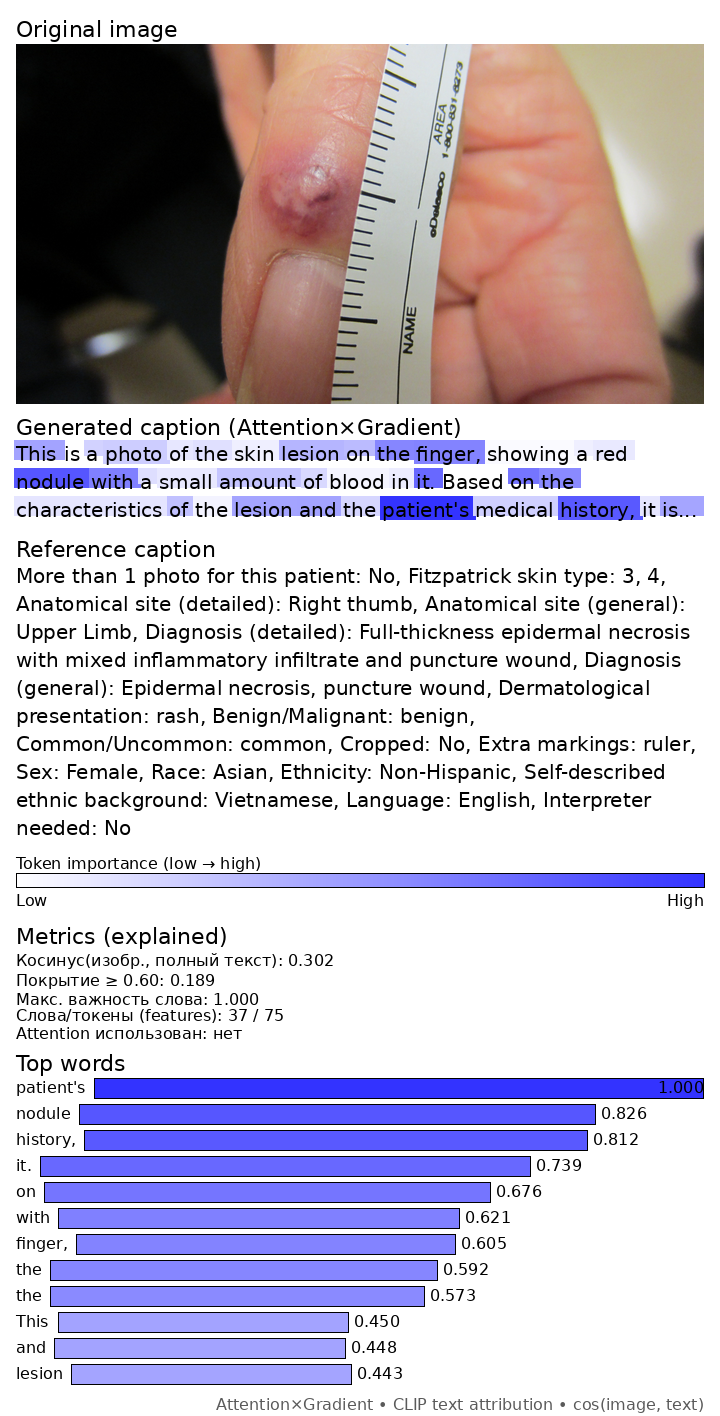 Original image
AREA
1-800-831-6273
eDelasco
NAME
Generated caption (Attention×Gradient)
This is a photo of the skin lesion on the finger, showing a red
nodule with a small amount of blood in it. Based on the
characteristics of the lesion and the patient's medical history, it is...
Reference caption
More than 1 photo for this patient: No, Fitzpatrick skin type: 3, 4,
Anatomical site (detailed): Right thumb, Anatomical site (general):
Upper Limb, Diagnosis (detailed): Full-thickness epidermal necrosis
with mixed inflammatory infiltrate and puncture wound, Diagnosis
(general): Epidermal necrosis, puncture wound, Dermatological
presentation: rash, Benign/Malignant: benign,
Common/Uncommon: common, Cropped: No, Extra markings: ruler,
Sex: Female, Race: Asian, Ethnicity: Non-Hispanic, Self-described
ethnic background: Vietnamese, Language: English, Interpreter
needed: No
Token importance (low → high)
Low High
Metrics (explained)
Косинус(изобр., полный текст): 0.302
Покрытие ≥ 0.60: 0.189
Макс. важность слова: 1.000
Слова/токены (features): 37 / 75
Attention использован: нет
Top words
patient's 1.000
nodule 0.826
history, 0.812
it. 0.739
on 0.676
with 0.621
finger, 0.605
the 0.592
the 0.573
This 0.450
and 0.448
lesion 0.443
Attention×Gradient • CLIP text attribution • cos(image, text)